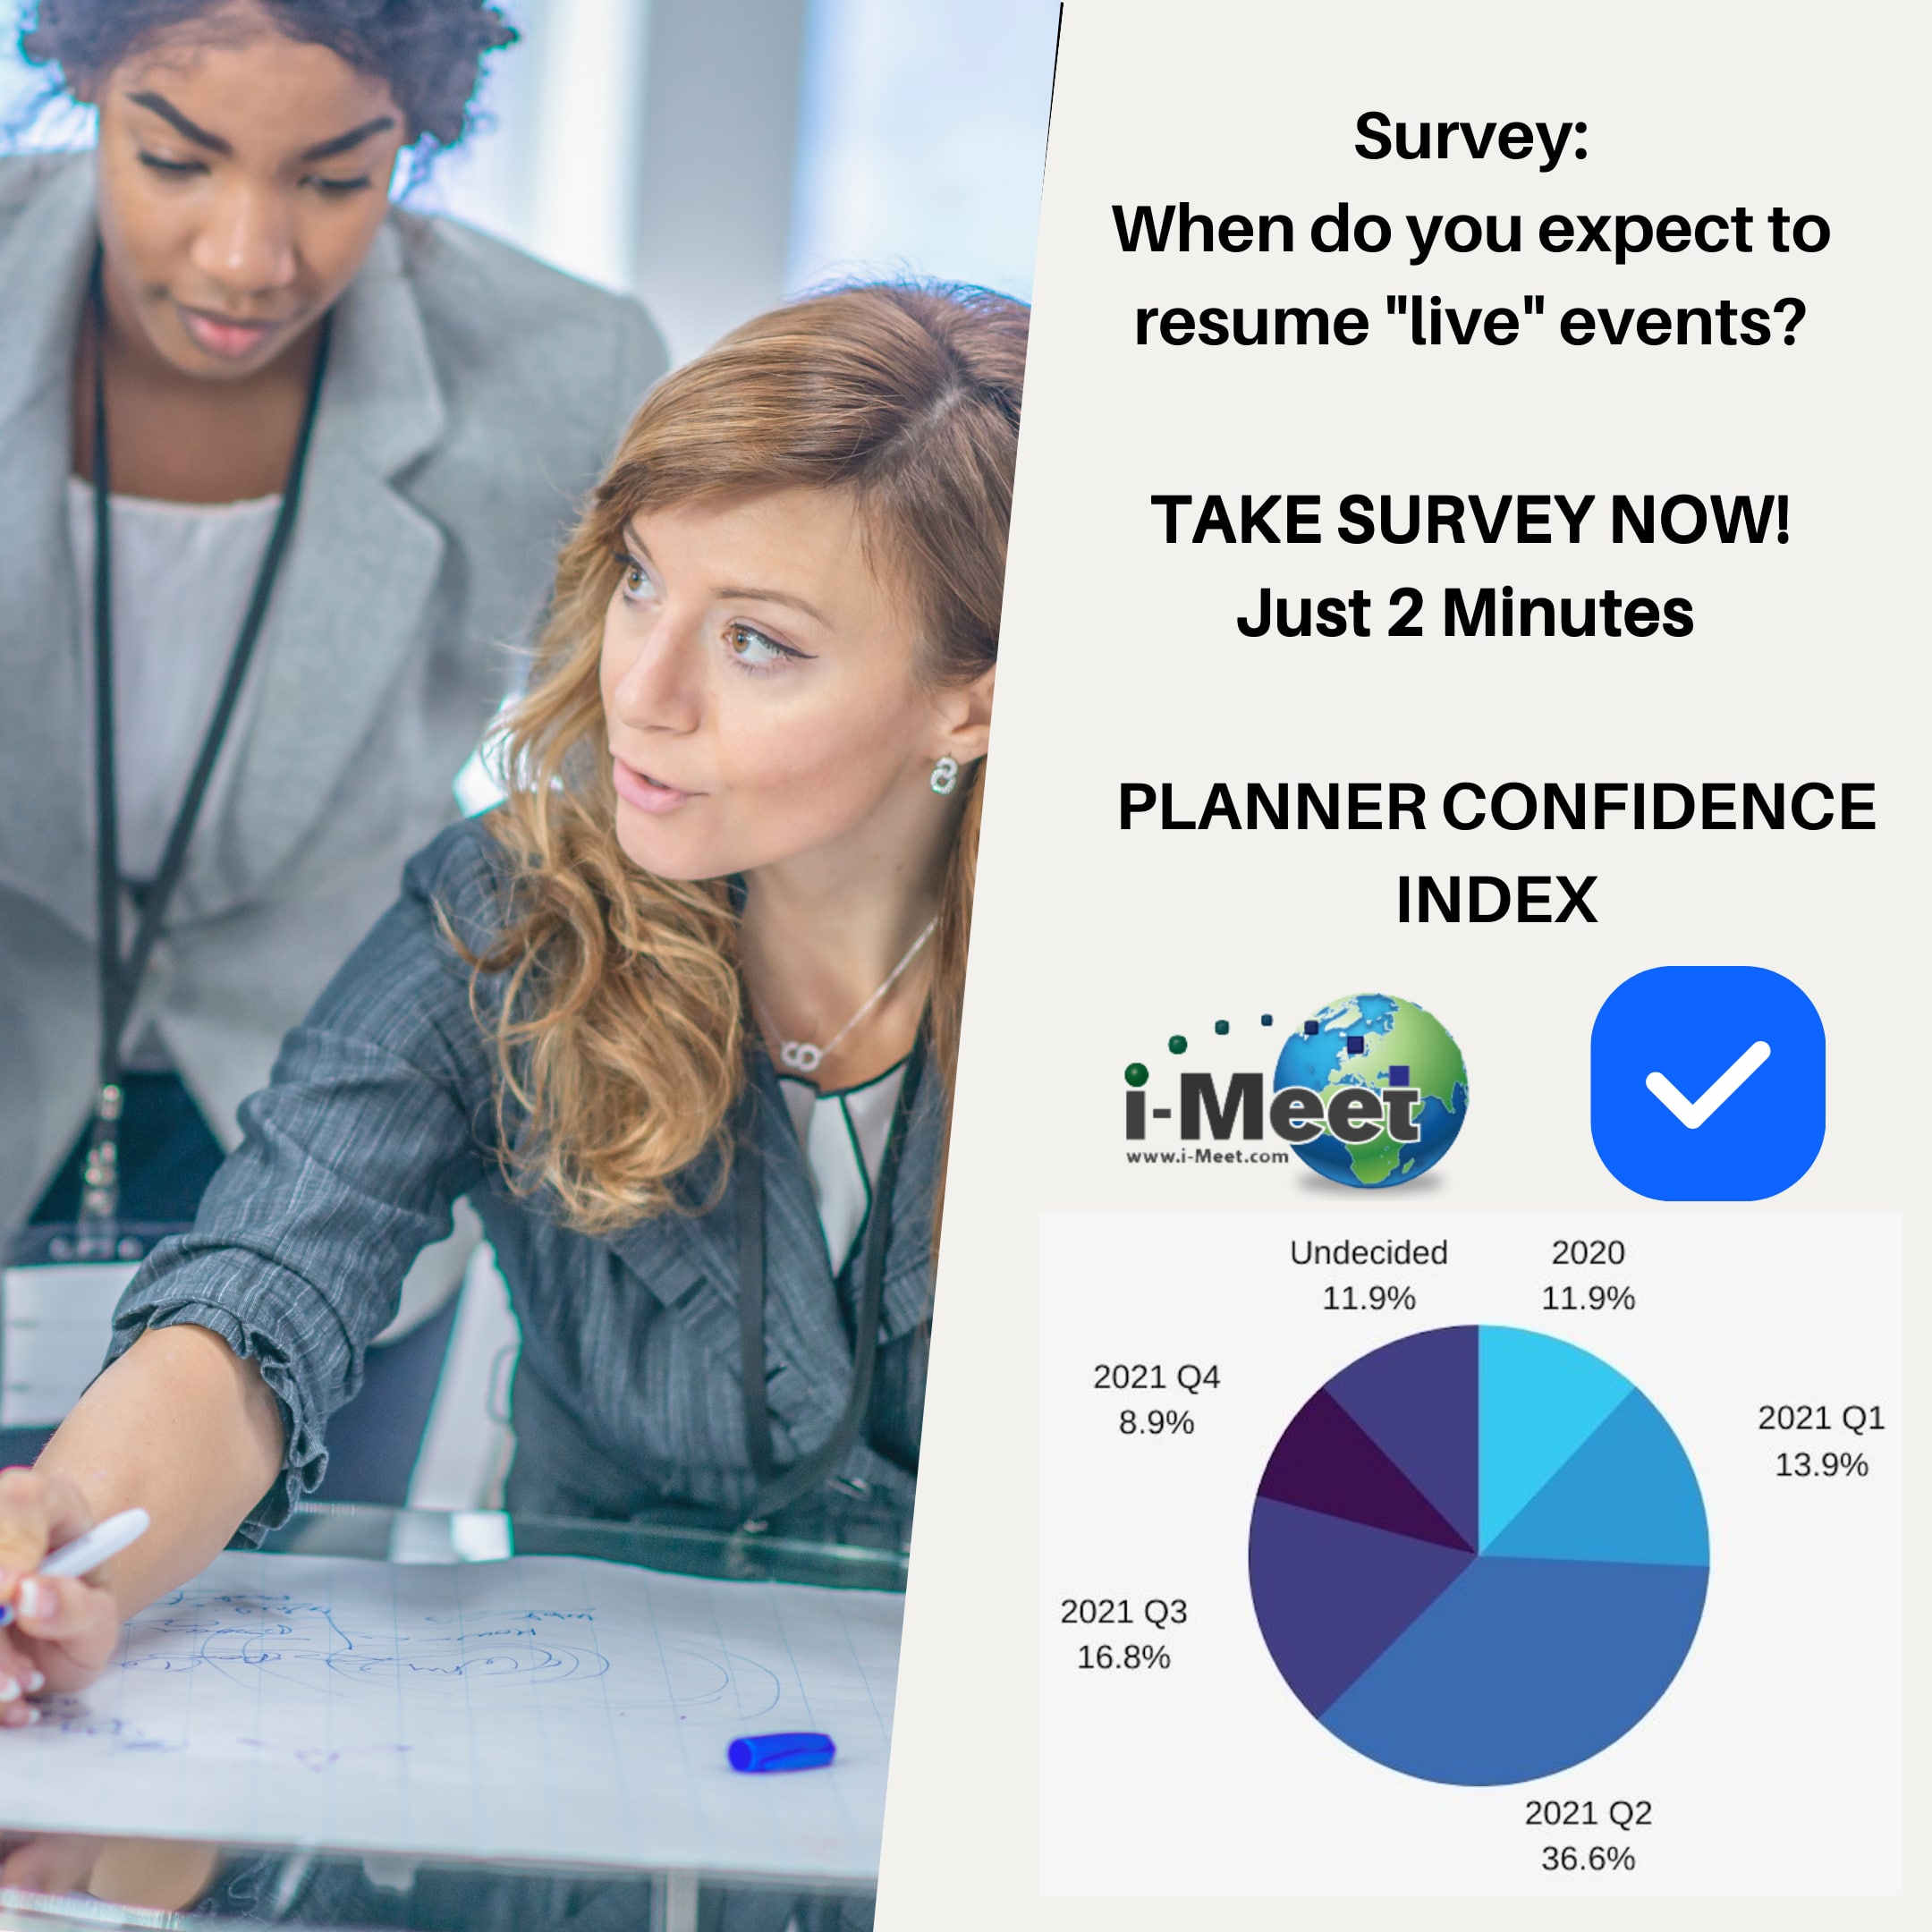 Survey:
When do you expect to
resume "live" events?
TAKE SURVEY NOW!
Just 2 Minutes
PLANNER CONFIDENCE
INDEX
i-Meet
www.i-Meet.com
Undecided
11.9%
2020
11.9%
2021 Q4
8.9%
2021 Q1
13.9%
2021 Q3
16.8%
2021 Q2
36.6%